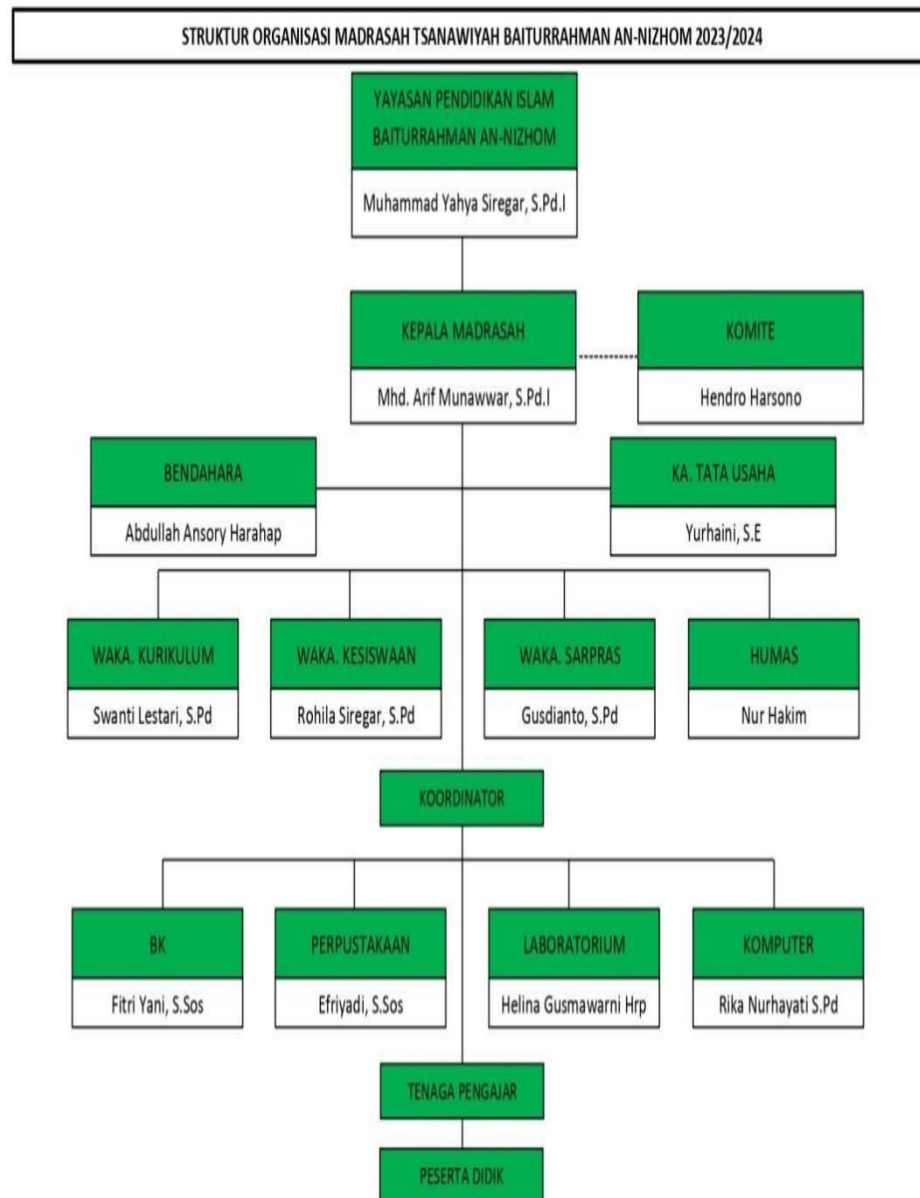 STRUKTUR ORGANISASI MADRASAH TSANAWIYAH BAITURRAHMAN AN-NIZHOM 2023/2024
YAYASAN PENDIDIKAN ISLAM
BAITURRAHMAN AN-NIZHOM
Muhammad Yahya Siregar, S.Pd.I
KEPALA MADRASAH
Mhd. Arif Munawwar, S.Pd.I
KOMITE
Hendro Harsono
BENDAHARA
Abdullah Ansory Harahap
KA. TATA USAHA
Yurhaini, S.E
WAKA. KURIKULUM
Swanti Lestari, S.Pd
WAKA. KESISWAAN
Rohila Siregar, S.Pd
WAKA. SARPRAS
Gusdianto, S.Pd
HUMAS
Nur Hakim
KOORDINATOR
BK
Fitri Yani, S.Sos
PERPUSTAKAAN
Efriyadi, S.Sos
LABORATORIUM
Helina Gusmawarni Hrp
KOMPUTER
Rika Nurhayati S.Pd
TENAGA PENGAJAR
PESERTA DIDIK